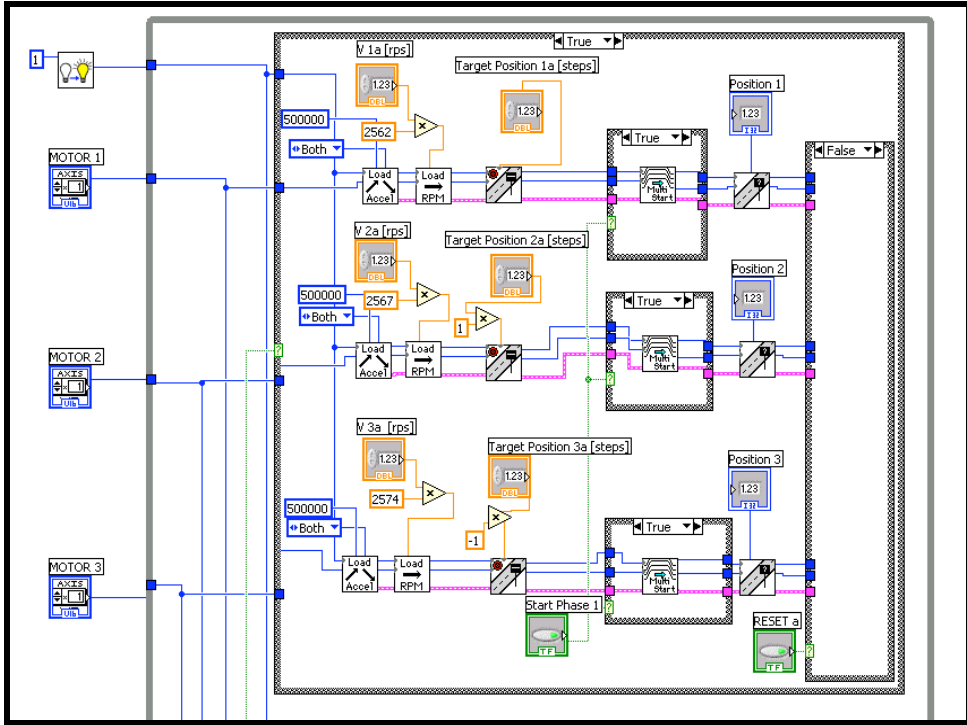 True
V 1a [rps]
1.23
DBL
Target Position 1a [steps]
1.23
DBL
Position 1
1.23
I32
1
500000
2562
Both
True
False
MOTOR 1
AXIS
1
U16
Load
Accel
Load
RPM
Multi
Start
?
?
V 2a [rps]
1.23
DBL
Target Position 2a [steps]
1.23
DBL
Position 2
1.23
I32
500000
2567
Both
1
True
MOTOR 2
AXIS
1
U16
?
Load
Accel
Load
RPM
Multi
Start
?
?
V 3a [rps]
1.23
DBL
Target Position 3a [steps]
1.23
DBL
Position 3
1.23
I32
2574
500000
Both
-1
True
MOTOR 3
AXIS
1
U16
Load
Accel
Load
RPM
Multi
Start
?
?
Start Phase 1
TF
RESET a
TF
?